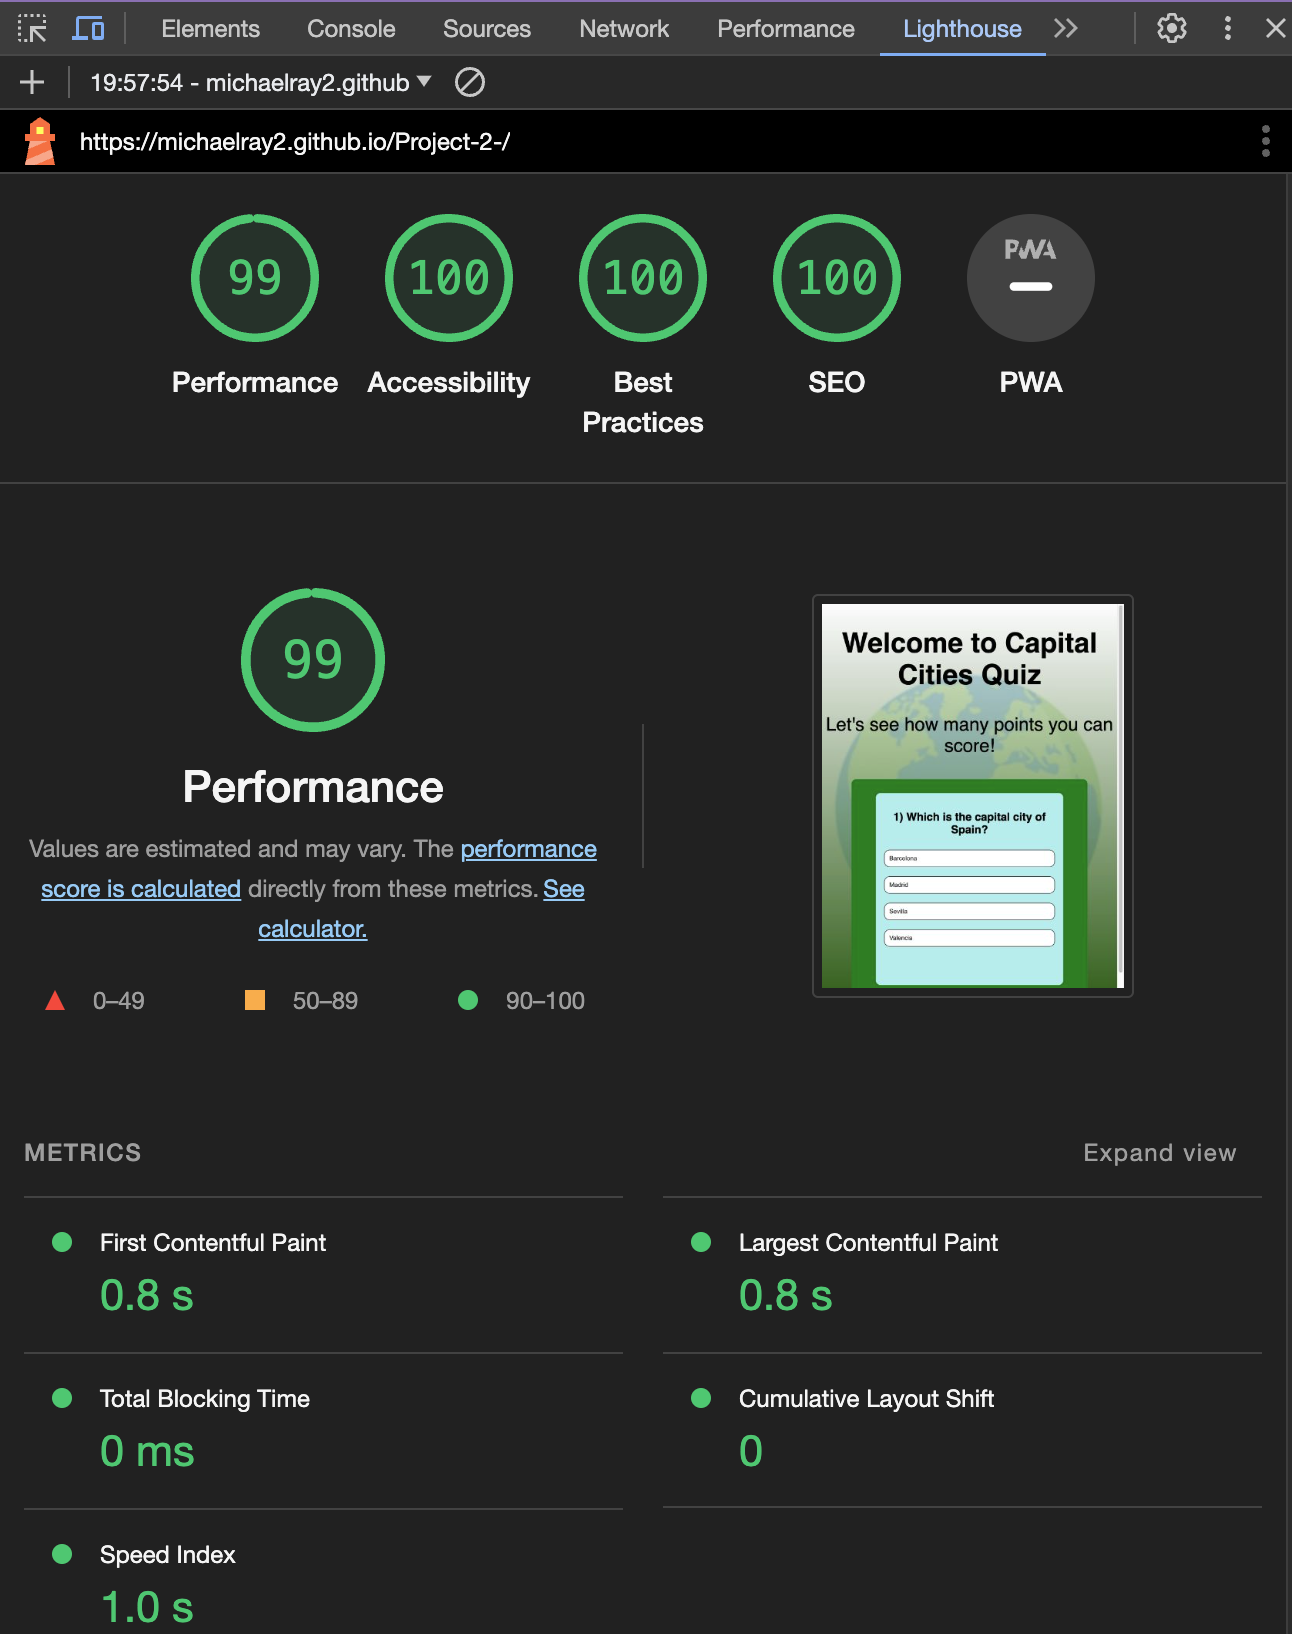 Elements Console Sources Network Performance Lighthouse
19:57:54 - michaelray2.github
https://michaelray2.github.io/Project-2-/
99 100 100 100 PWA
Performance Accessibility Best Practices SEO PWA
99
Performance
Values are estimated and may vary. The performance
score is calculated directly from these metrics. See
calculator.
0–49 50–89 90–100
Welcome to Capital
Cities Quiz
Let's see how many points you can
score!
1) Which is the capital city of
Spain?
Barcelona
Madrid
Sevilla
Valencia
METRICS Expand view
First Contentful Paint
0.8 s
Largest Contentful Paint
0.8 s
Total Blocking Time
0 ms
Cumulative Layout Shift
0
Speed Index
1.0 s